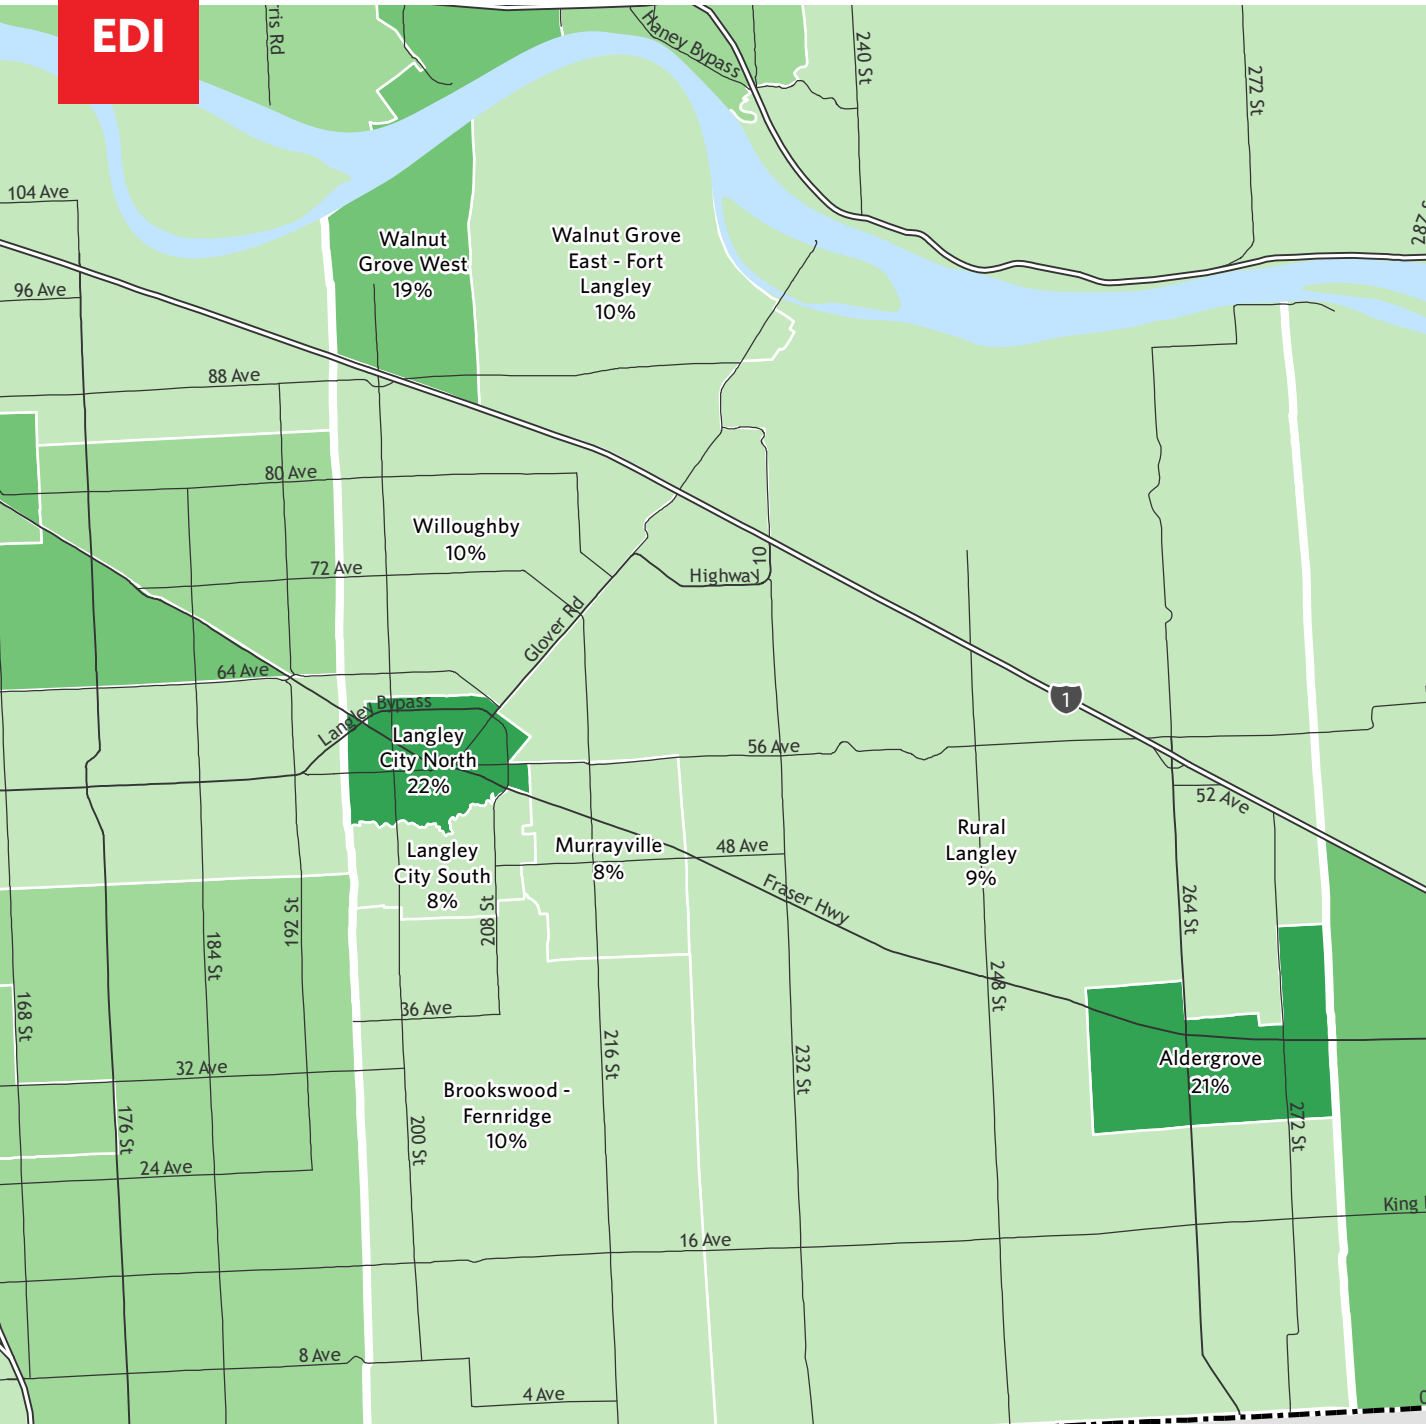 EDI
ris Rd
Haney Bypass
240 St
272 St
104 Ave
Walnut
Grove West
19%
Walnut Grove
East - Fort
Langley
10%
96 Ave
88 Ave
80 Ave
Willoughby
10%
72 Ave
Highway
10
Glover Rd
64 Ave
1
Langley Bypass
Langley
City North
22%
56 Ave
52 Ave
Langley
City South
8%
Murrayville
8%
48 Ave
Rural
Langley
9%
Fraser Hwy
192 St
208 St
264 St
184 St
168 St
248 St
36 Ave
216 St
232 St
32 Ave
Aldergrove
21%
Brookswood -
Fernridge
10%
176 St
200 St
272 St
24 Ave
King
16 Ave
8 Ave
4 Ave